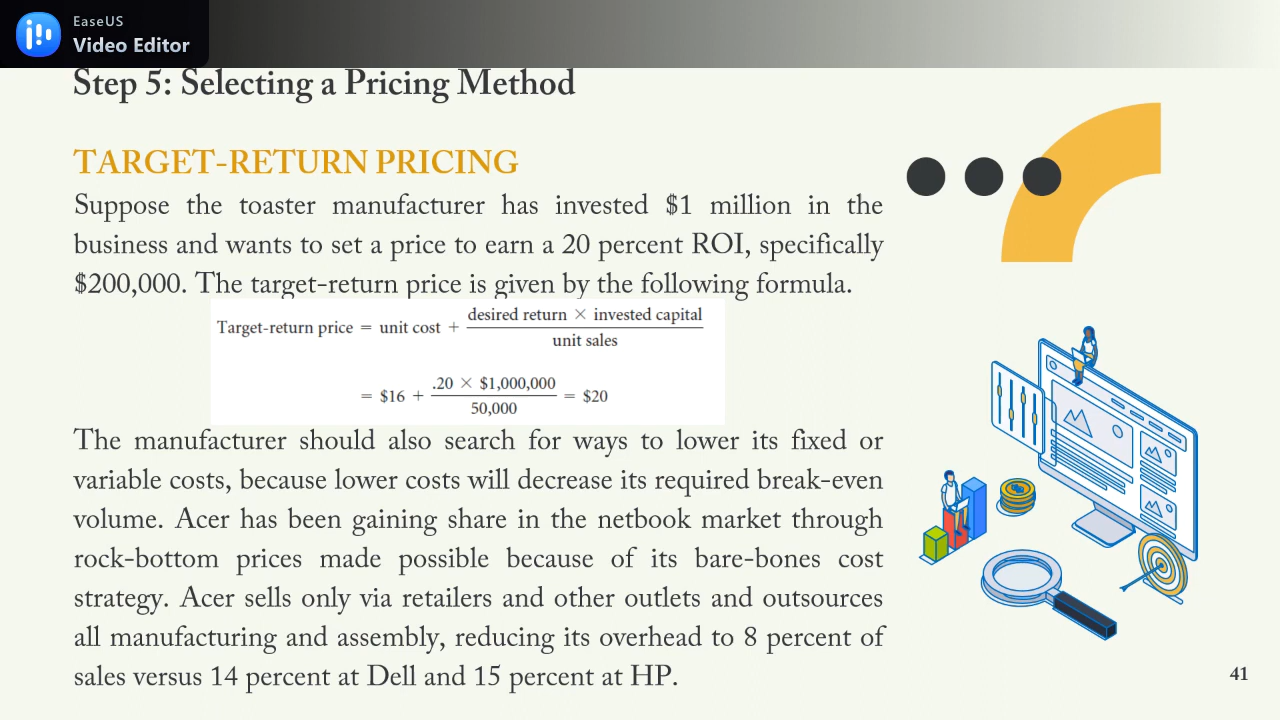 EaseUS
Video Editor
Step 5: Selecting a Pricing Method
TARGET-RETURN PRICING
Suppose the toaster manufacturer has invested $1 million in the
business and wants to set a price to earn a 20 percent ROI, specifically
$200,000. The target-return price is given by the following formula.
Target-return price = unit cost + desired return × invested capital
unit sales
= $16 + .20 × $1,000,000 = $20
50,000
The manufacturer should also search for ways to lower its fixed or
variable costs, because lower costs will decrease its required break-even
volume. Acer has been gaining share in the netbook market through
rock-bottom prices made possible because of its bare-bones cost
strategy. Acer sells only via retailers and other outlets and outsources
all manufacturing and assembly, reducing its overhead to 8 percent of
sales versus 14 percent at Dell and 15 percent at HP.
41